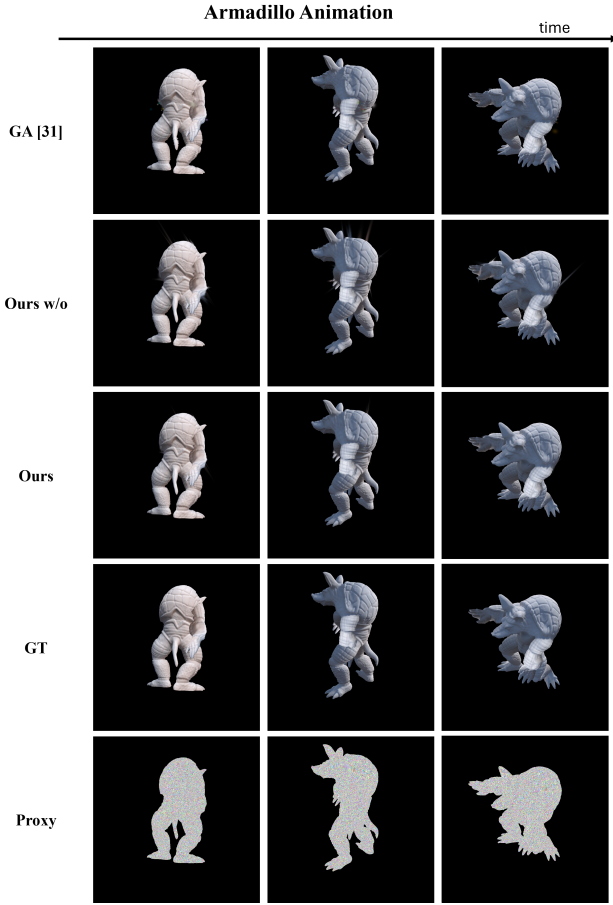 Armadillo Animation
time
GA [31]
Ours w/o
Ours
GT
Proxy